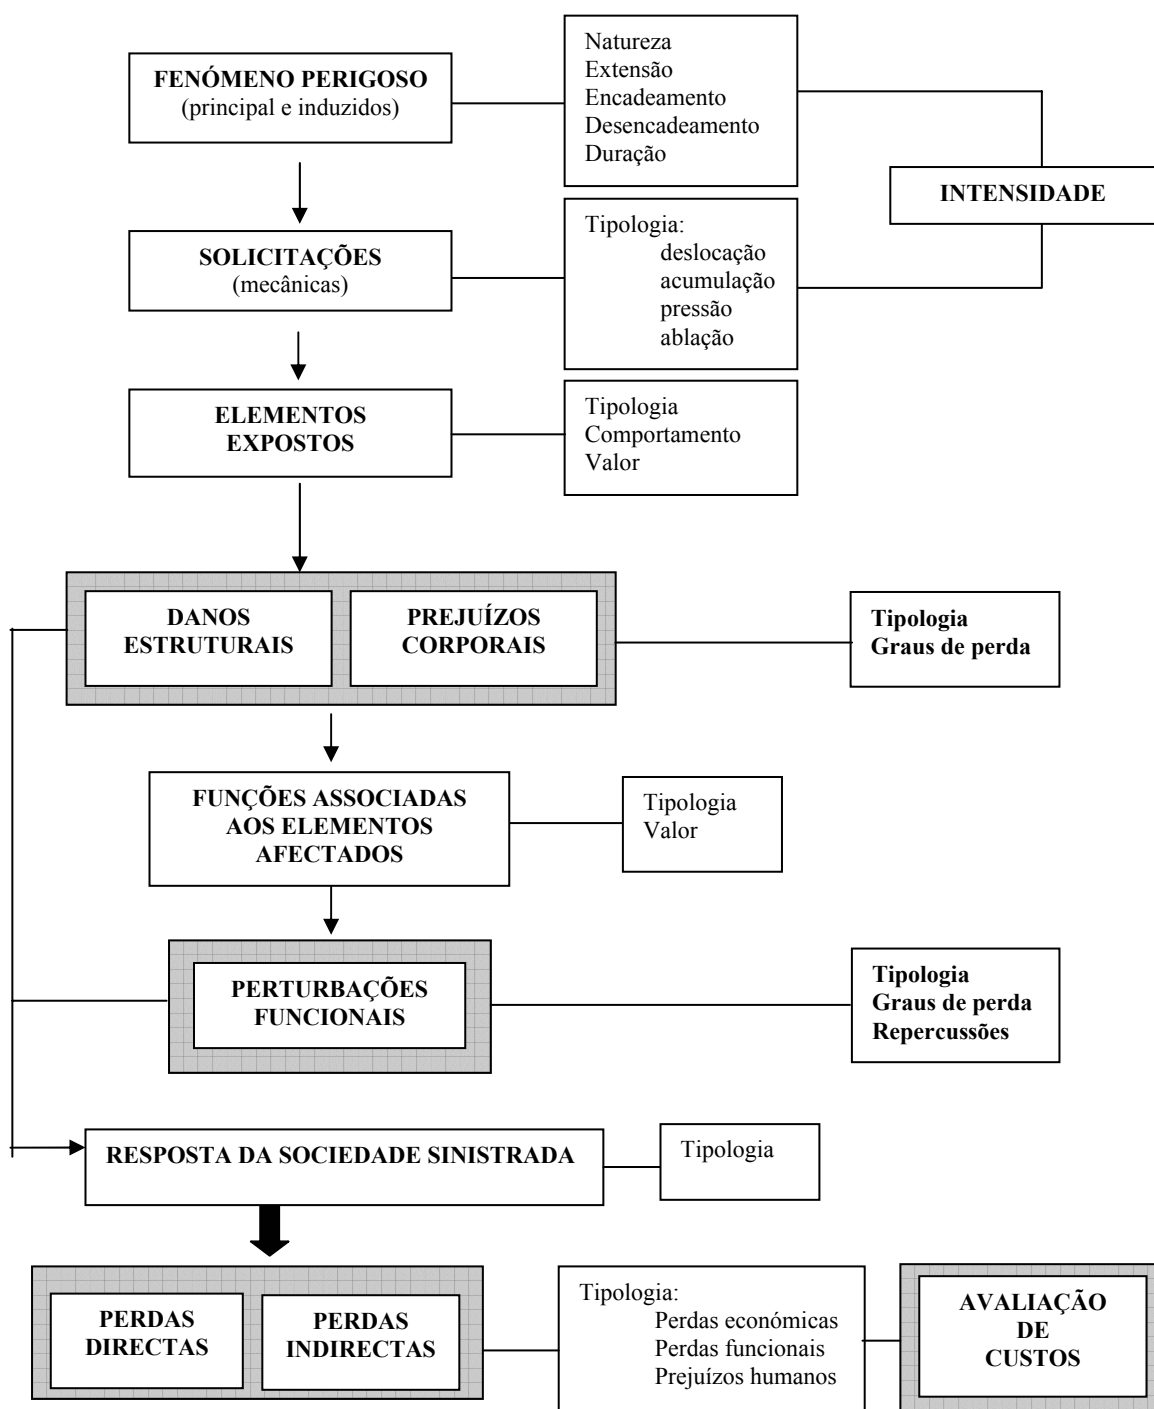 FENÓMENO PERIGOSO
(principal e induzidos)
Natureza
Extensão
Encadeamento
Desencadeamento
Duração
INTENSIDADE
SOLICITAÇÕES
(mecânicas)
Tipologia:
deslocação
acumulação
pressão
ablação
ELEMENTOS
EXPOSTOS
Tipologia
Comportamento
Valor
DANOS
ESTRUTURAIS
PREJUÍZOS
CORPORAIS
Tipologia
Graus de perda
FUNÇÕES ASSOCIADAS
AOS ELEMENTOS
AFECTADOS
Tipologia
Valor
PERTURBAÇÕES
FUNCIONAIS
Tipologia
Graus de perda
Repercussões
RESPOSTA DA SOCIEDADE SINISTRADA
Tipologia
PERDAS
DIRECTAS
PERDAS
INDIRECTAS
Tipologia:
Perdas económicas
Perdas funcionais
Prejuízos humanos
AVALIAÇÃO
DE
CUSTOS